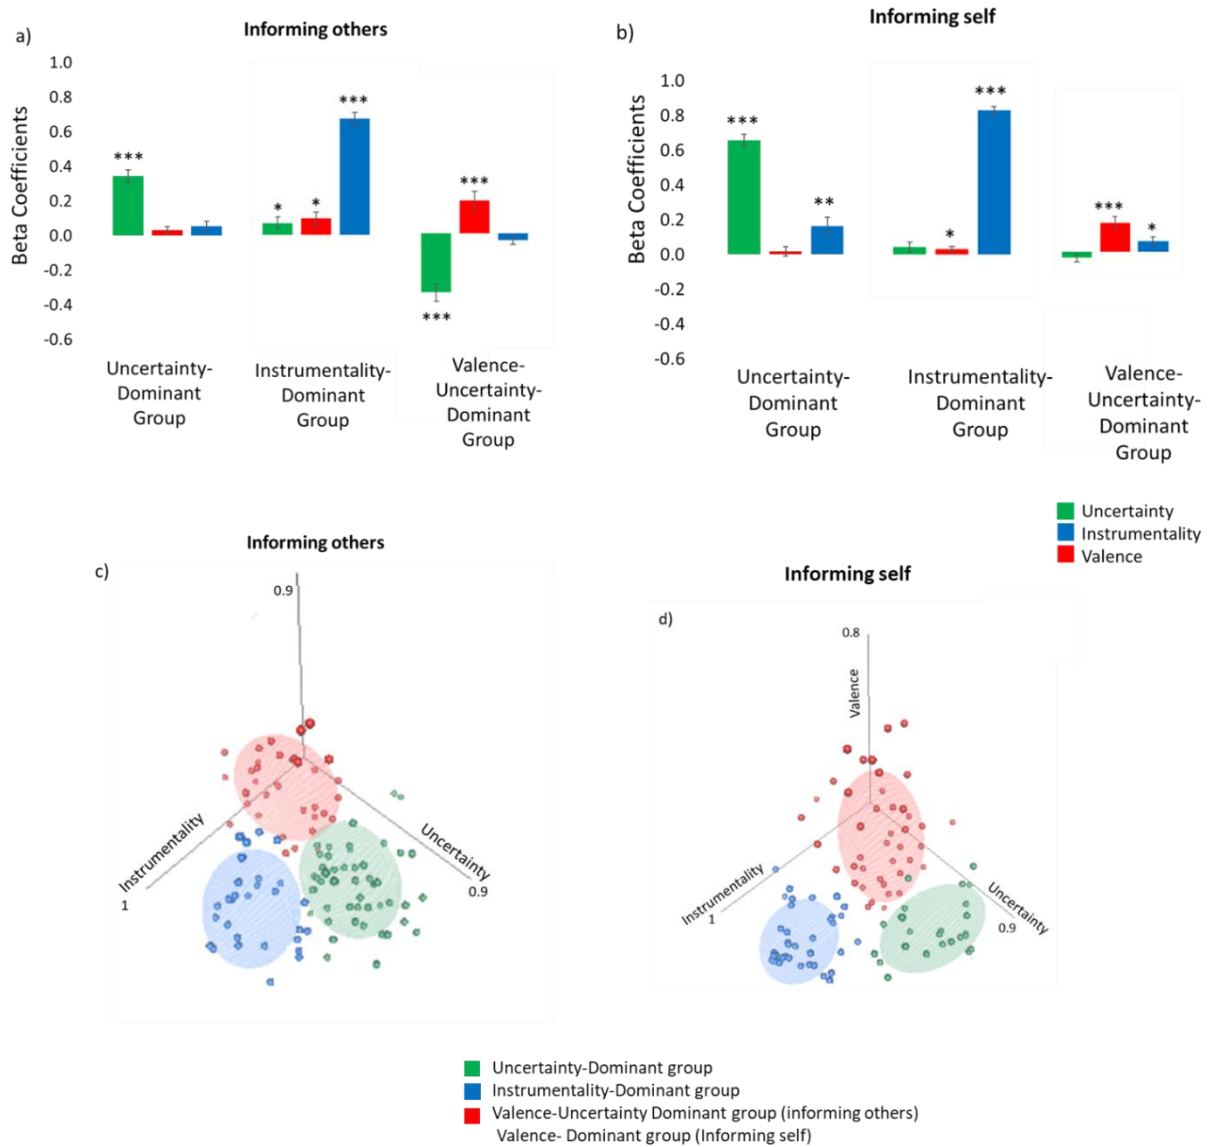 a)
Informing others
Beta Coefficients
1.0
0.8
0.6
0.4
0.2
0.0
-0.2
-0.4
-0.6
***
*
*
***
***
***
Uncertainty-
Dominant
Group
Instrumentality-
Dominant
Group
Valence-
Uncertainty-
Dominant
Group
b)
Informing self
Beta Coefficients
1.0
0.8
0.6
0.4
0.2
0.0
-0.2
-0.4
-0.6
***
**
*
***
***
*
Uncertainty-
Dominant
Group
Instrumentality-
Dominant
Group
Valence-
Uncertainty-
Dominant
Group
Uncertainty
Instrumentality
Valence
Informing others
c)
0.9
Instrumentality
1
Uncertainty
0.9
Informing self
d)
0.8
Valence
Instrumentality
1
Uncertainty
0.9
Uncertainty-Dominant group
Instrumentality-Dominant group
Valence-Uncertainty Dominant group (informing others)
Valence- Dominant group (Informing self)